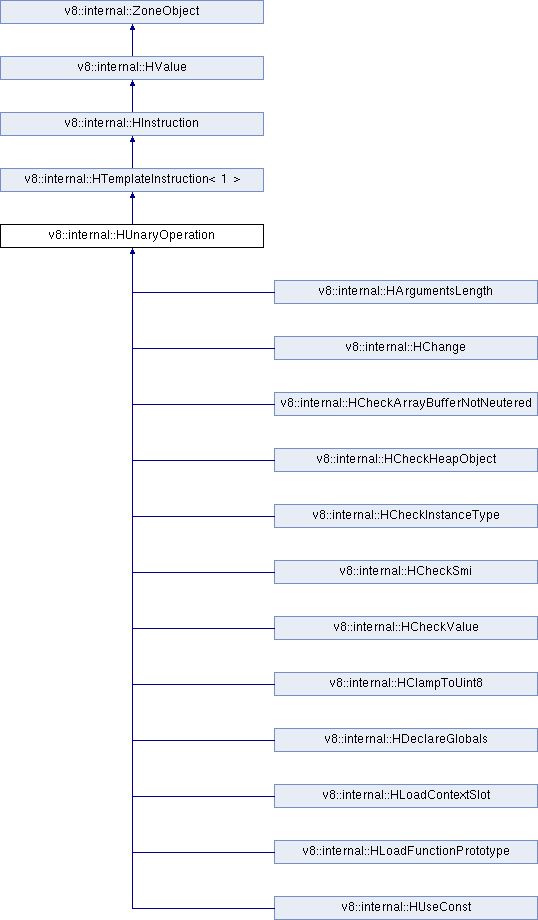 v8::internal::ZoneObject
v8::internal::HValue
v8::internal::HInstruction
v8::internal::HTemplateInstruction< 1 >
v8::internal::HUnaryOperation
v8::internal::HArgumentsLength
v8::internal::HChange
v8::internal::HCheckArrayBufferNotNeutered
v8::internal::HCheckHeapObject
v8::internal::HCheckInstanceType
v8::internal::HCheckSmi
v8::internal::HCheckValue
v8::internal::HClampToUint8
v8::internal::HDeclareGlobals
v8::internal::HLoadContextSlot
v8::internal::HLoadFunctionPrototype
v8::internal::HUseConst